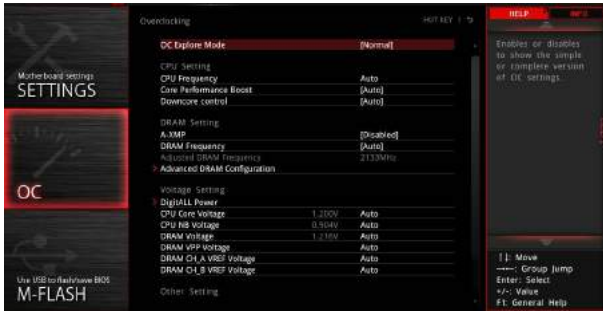 Overclocking
HOT KEY
HELP
INFO
OC Explore Mode [Normal]
Enables or disables
to show the simple
or complete version
of OC settings.
CPU Setting
CPU Frequency Auto
Core Performance Boost [Auto]
Downcore control [Auto]
Motherboard settings
SETTINGS
DRAM Setting
A-XMP [Disabled]
DRAM Frequency [Auto]
Adjusted DRAM Frequency 2133MHz
Advanced DRAM Configuration
OC
Voltage Setting
DigitALL Power
CPU Core Voltage 1.200V Auto
CPU NB Voltage 0.904V Auto
DRAM Voltage 1.216V Auto
DRAM VPP Voltage Auto
DRAM CH_A VREF Voltage Auto
DRAM CH_B VREF Voltage Auto
Other Setting
Use USB to flash/save BIOS
M-FLASH
↑↓: Move
→←: Group Jump
Enter: Select
+/-: Value
F1: General Help